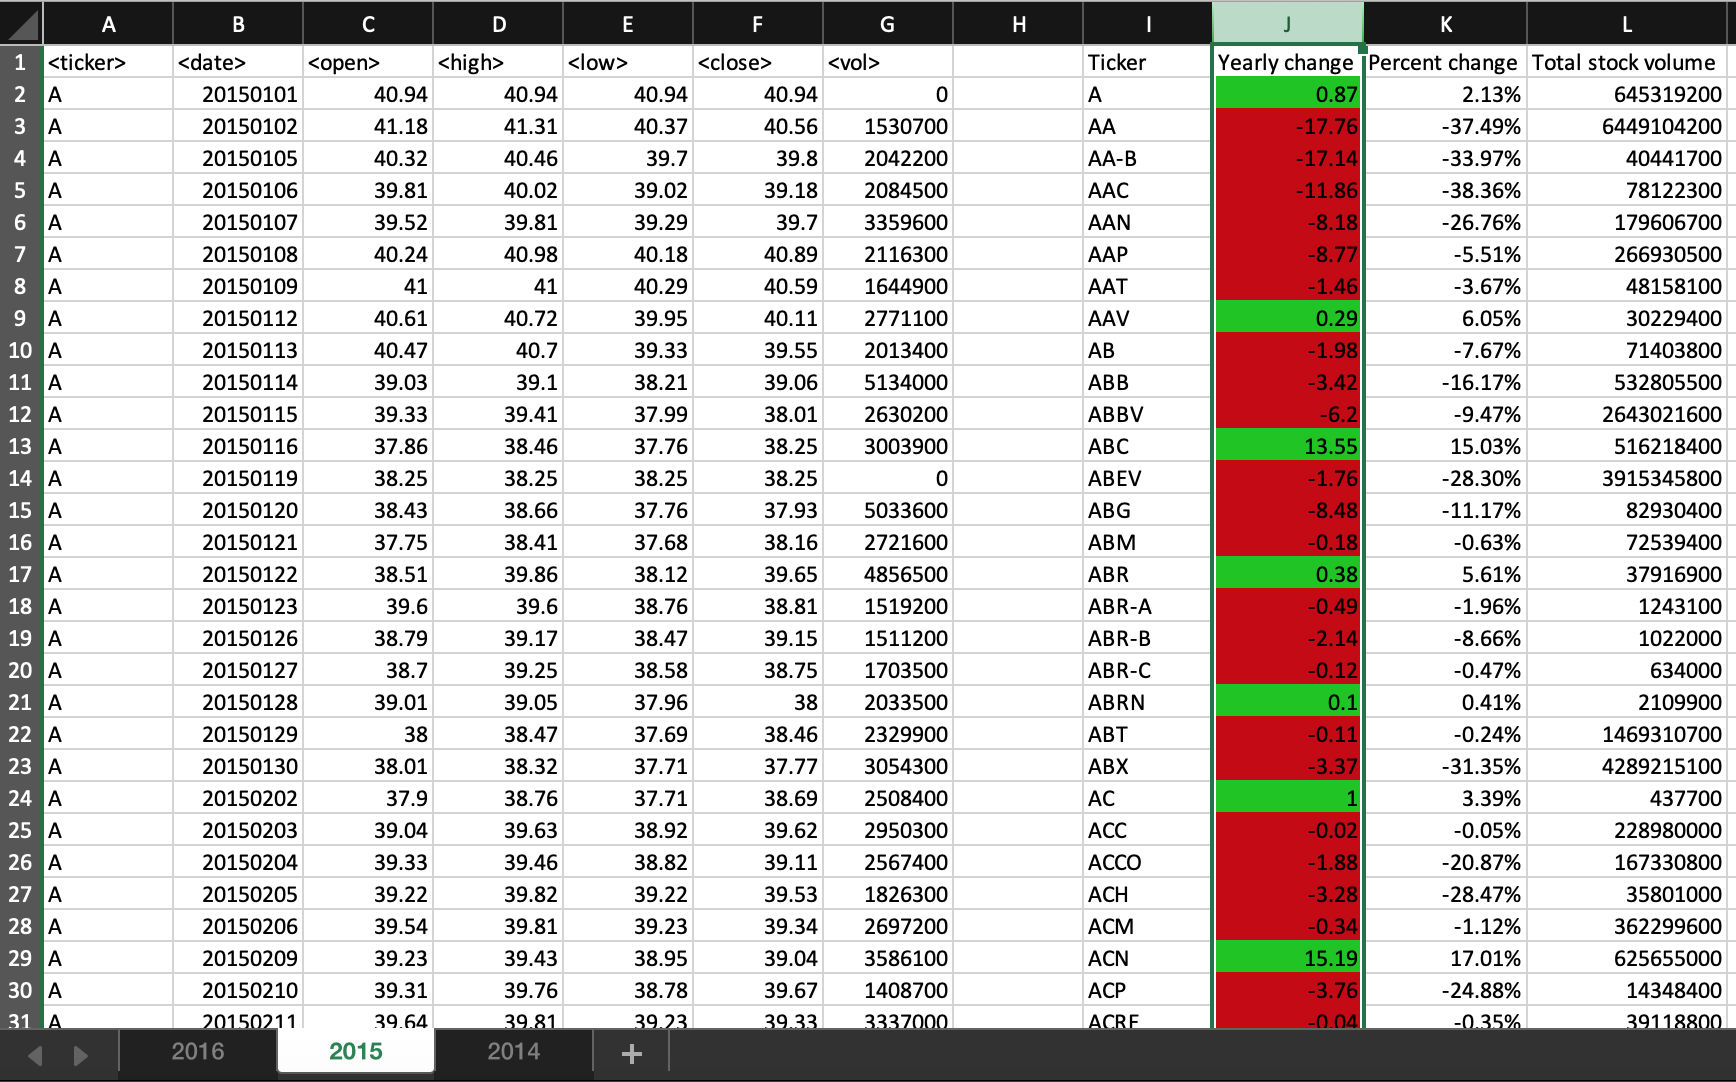 A B C D E F G H I J K L
1 <ticker> <date> <open> <high> <low> <close> <vol> Ticker Yearly change Percent change Total stock volume
2 A 20150101 40.94 40.94 40.94 40.94 0 A 0.87 2.13% 645319200
3 A 20150102 41.18 41.31 40.37 40.56 1530700 AA -17.76 -37.49% 6449104200
4 A 20150105 40.32 40.46 39.7 39.8 2042200 AA-B -17.14 -33.97% 40441700
5 A 20150106 39.81 40.02 39.02 39.18 2084500 AAC -11.86 -38.36% 78122300
6 A 20150107 39.52 39.81 39.29 39.7 3359600 AAN -8.18 -26.76% 179606700
7 A 20150108 40.24 40.98 40.18 40.89 2116300 AAP -8.77 -5.51% 266930500
8 A 20150109 41 41 40.29 40.59 1644900 AAT -1.46 -3.67% 48158100
9 A 20150112 40.61 40.72 39.95 40.11 2771100 AAV 0.29 6.05% 30229400
10 A 20150113 40.47 40.7 39.33 39.55 2013400 AB -1.98 -7.67% 71403800
11 A 20150114 39.03 39.1 38.21 39.06 5134000 ABB -3.42 -16.17% 532805500
12 A 20150115 39.33 39.41 37.99 38.01 2630200 ABBV -6.2 -9.47% 2643021600
13 A 20150116 37.86 38.46 37.76 38.25 3003900 ABC 13.55 15.03% 516218400
14 A 20150119 38.25 38.25 38.25 38.25 0 ABEV -1.76 -28.30% 3915345800
15 A 20150120 38.43 38.66 37.76 37.93 5033600 ABG -8.48 -11.17% 82930400
16 A 20150121 37.75 38.41 37.68 38.16 2721600 ABM -0.18 -0.63% 72539400
17 A 20150122 38.51 39.86 38.12 39.65 4856500 ABR 0.38 5.61% 37916900
18 A 20150123 39.6 39.6 38.76 38.81 1519200 ABR-A -0.49 -1.96% 1243100
19 A 20150126 38.79 39.17 38.47 39.15 1511200 ABR-B -2.14 -8.66% 1022000
20 A 20150127 38.7 39.25 38.58 38.75 1703500 ABR-C -0.12 -0.47% 634000
21 A 20150128 39.01 39.05 37.96 38 2033500 ABRN 0.1 0.41% 2109900
22 A 20150129 38 38.47 37.69 38.46 2329900 ABT -0.11 -0.24% 1469310700
23 A 20150130 38.01 38.32 37.71 37.77 3054300 ABX -3.37 -31.35% 4289215100
24 A 20150202 37.9 38.76 37.71 38.69 2508400 AC 1 3.39% 437700
25 A 20150203 39.04 39.63 38.92 39.62 2950300 ACC -0.02 -0.05% 228980000
26 A 20150204 39.33 39.46 38.82 39.11 2567400 ACCO -1.88 -20.87% 167330800
27 A 20150205 39.22 39.82 39.22 39.53 1826300 ACH -3.28 -28.47% 35801000
28 A 20150206 39.54 39.81 39.23 39.34 2697200 ACM -0.34 -1.12% 362299600
29 A 20150209 39.23 39.43 38.95 39.04 3586100 ACN 15.19 17.01% 625655000
30 A 20150210 39.31 39.76 38.78 39.67 1408700 ACP -3.76 -24.88% 14348400
31 A 20150211 39.64 39.81 39.23 39.33 3337000 ACRE -0.04 -0.35% 39118800
2016 2015 2014 +